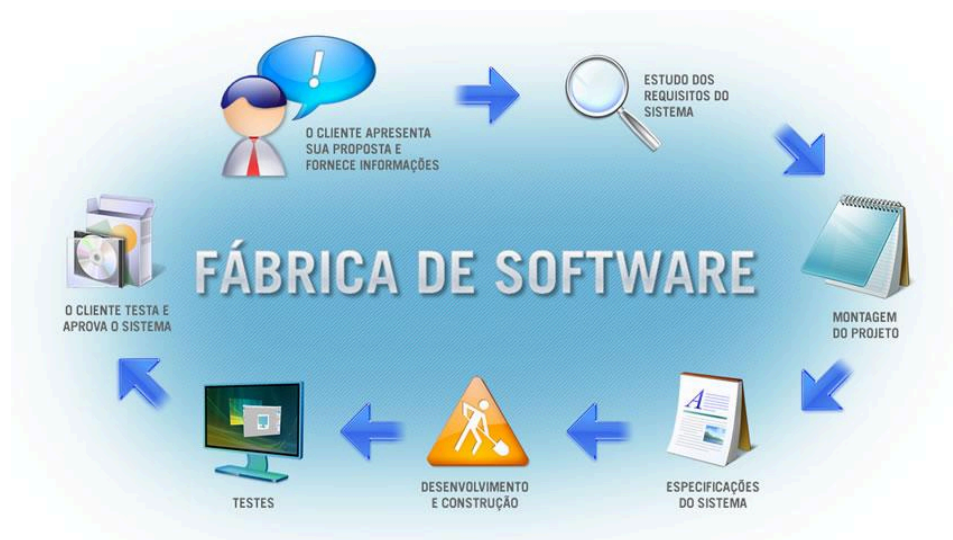 O CLIENTE APRESENTA
SUA PROPOSTA E
FORNECE INFORMAÇÕES
ESTUDO DOS
REQUISITOS DO
SISTEMA
MONTAGEM
DO PROJETO
FÁBRICA DE SOFTWARE
ESPECIFICAÇÕES
DO SISTEMA
DESENVOLVIMENTO
E CONSTRUÇÃO
TESTES
O CLIENTE TESTA E
APROVA O SISTEMA